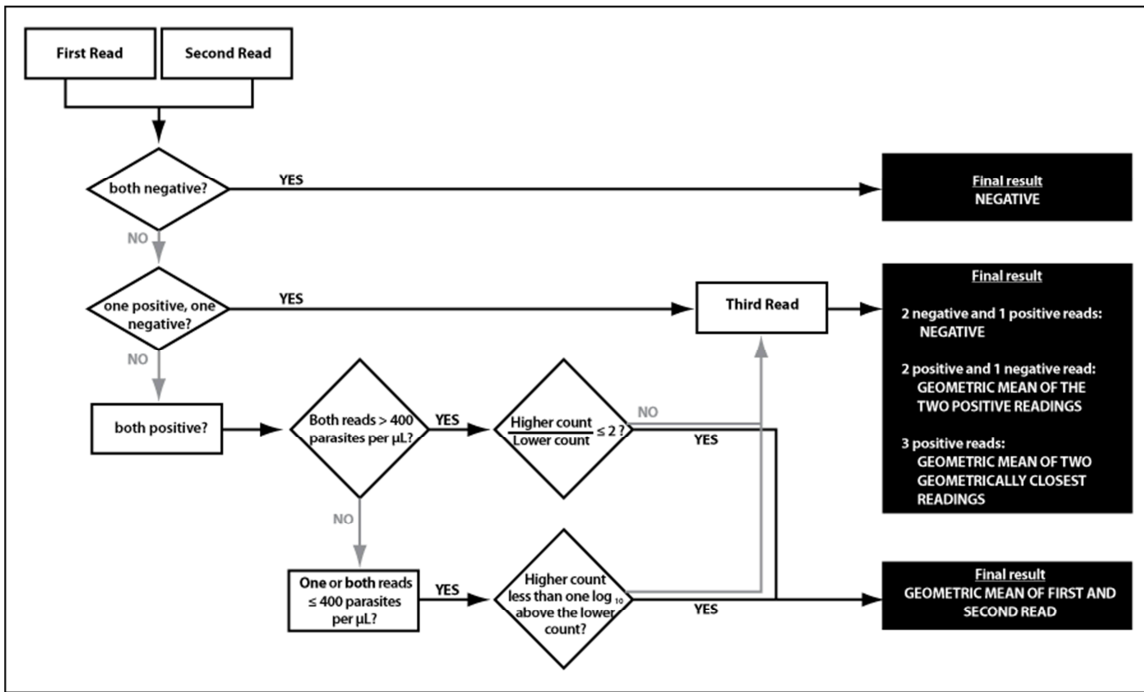 First Read
Second Read
both negative?
YES
Final result
NEGATIVE
NO
one positive, one
negative?
YES
Third Read
Final result
2 negative and 1 positive reads:
NEGATIVE
2 positive and 1 negative read:
GEOMETRIC MEAN OF THE
TWO POSITIVE READINGS
3 positive reads:
GEOMETRIC MEAN OF TWO
GEOMETRICALLY CLOSEST
READINGS
NO
both positive?
Both reads > 400
parasites per µL?
YES
Higher count
Lower count
≤ 2 ?
NO
YES
NO
One or both reads
≤ 400 parasites
per µL?
YES
Higher count
less than one log 10
above the lower
count?
YES
Final result
GEOMETRIC MEAN OF FIRST AND
SECOND READ